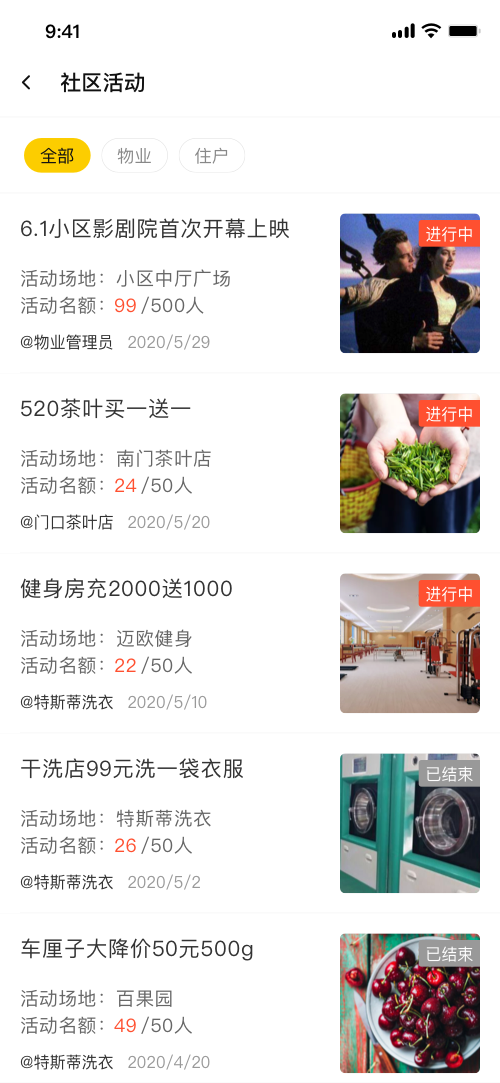 9:41
社区活动
全部 物业 住户
6.1小区影剧院首次开幕上映
进行中
活动场地：小区中厅广场
活动名额：99/500人
@物业管理员 2020/5/29
520茶叶买一送一
进行中
活动场地：南门茶叶店
活动名额：24/50人
@门口茶叶店 2020/5/20
健身房充2000送1000
进行中
活动场地：迈欧健身
活动名额：22/50人
@特斯蒂洗衣 2020/5/10
干洗店99元洗一袋衣服
已结束
活动场地：特斯蒂洗衣
活动名额：26/50人
@特斯蒂洗衣 2020/5/2
车厘子大降价50元500g
已结束
活动场地：百果园
活动名额：49/50人
@特斯蒂洗衣 2020/4/20